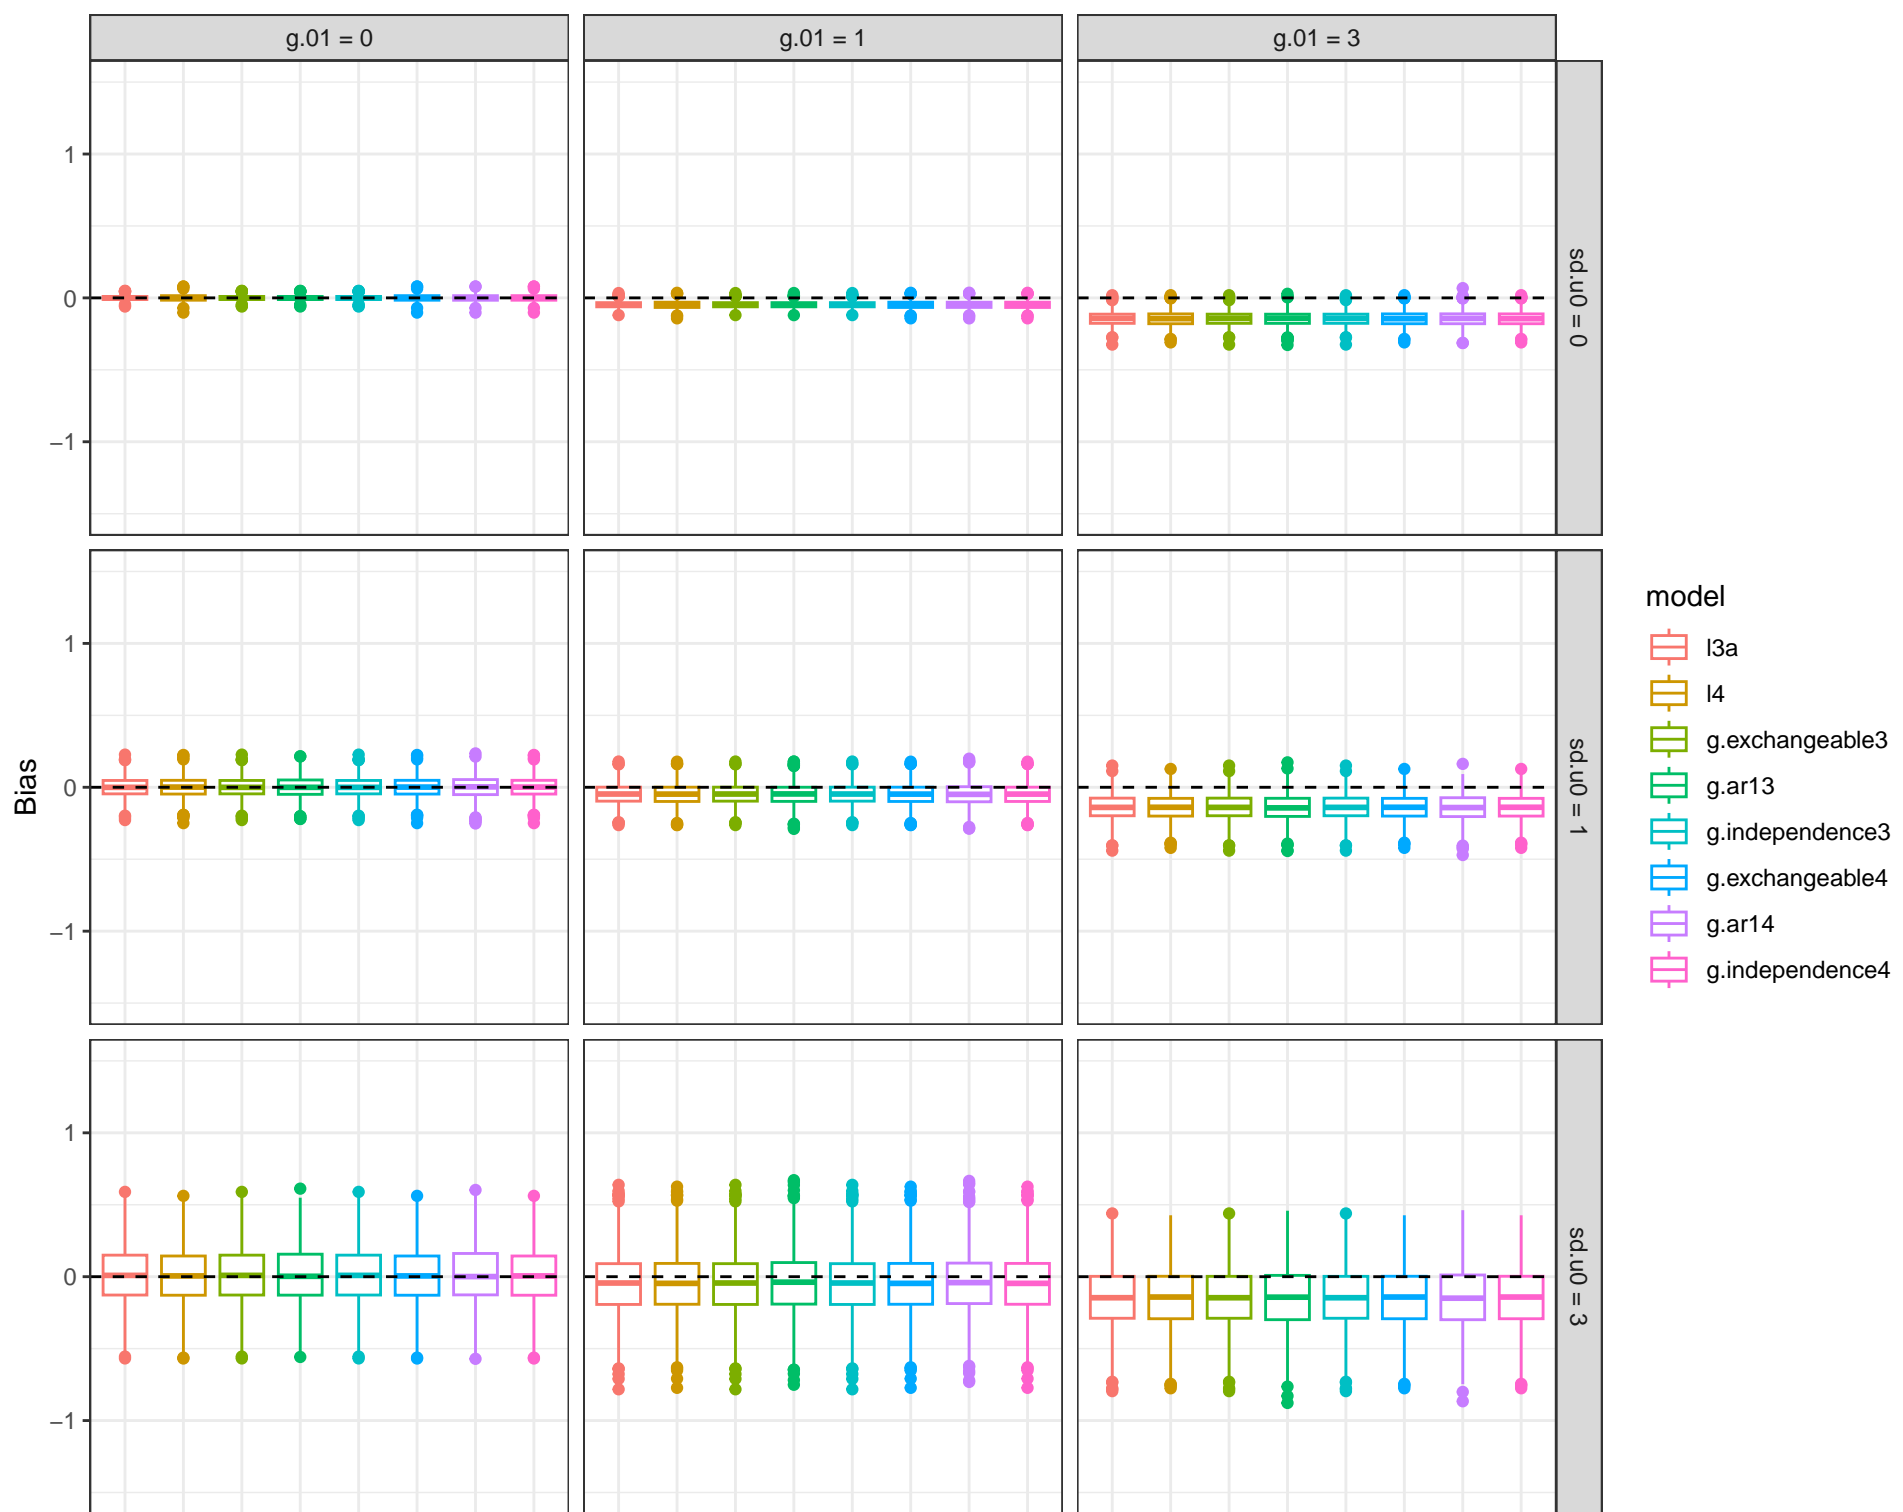 g.01 = 0
g.01 = 1
g.01 = 3
1
0
−1
sd.u0 = 0
1
0
−1
sd.u0 = 1
1
0
−1
sd.u0 = 3
Bias
model
l3a
l4
g.exchangeable3
g.ar13
g.independence3
g.exchangeable4
g.ar14
g.independence4